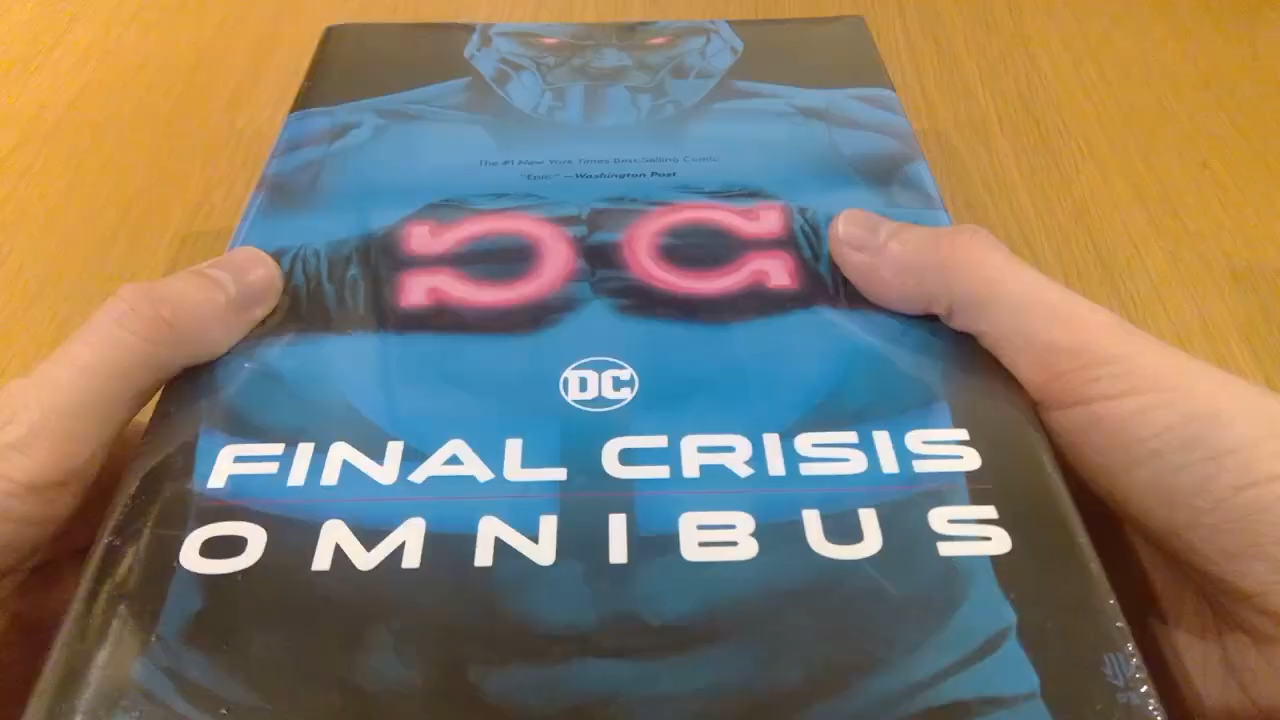 The #1 New York Times Best-Selling Comic
"Epic." —Washington Post
DC
FINAL CRISIS
OMNIBUS